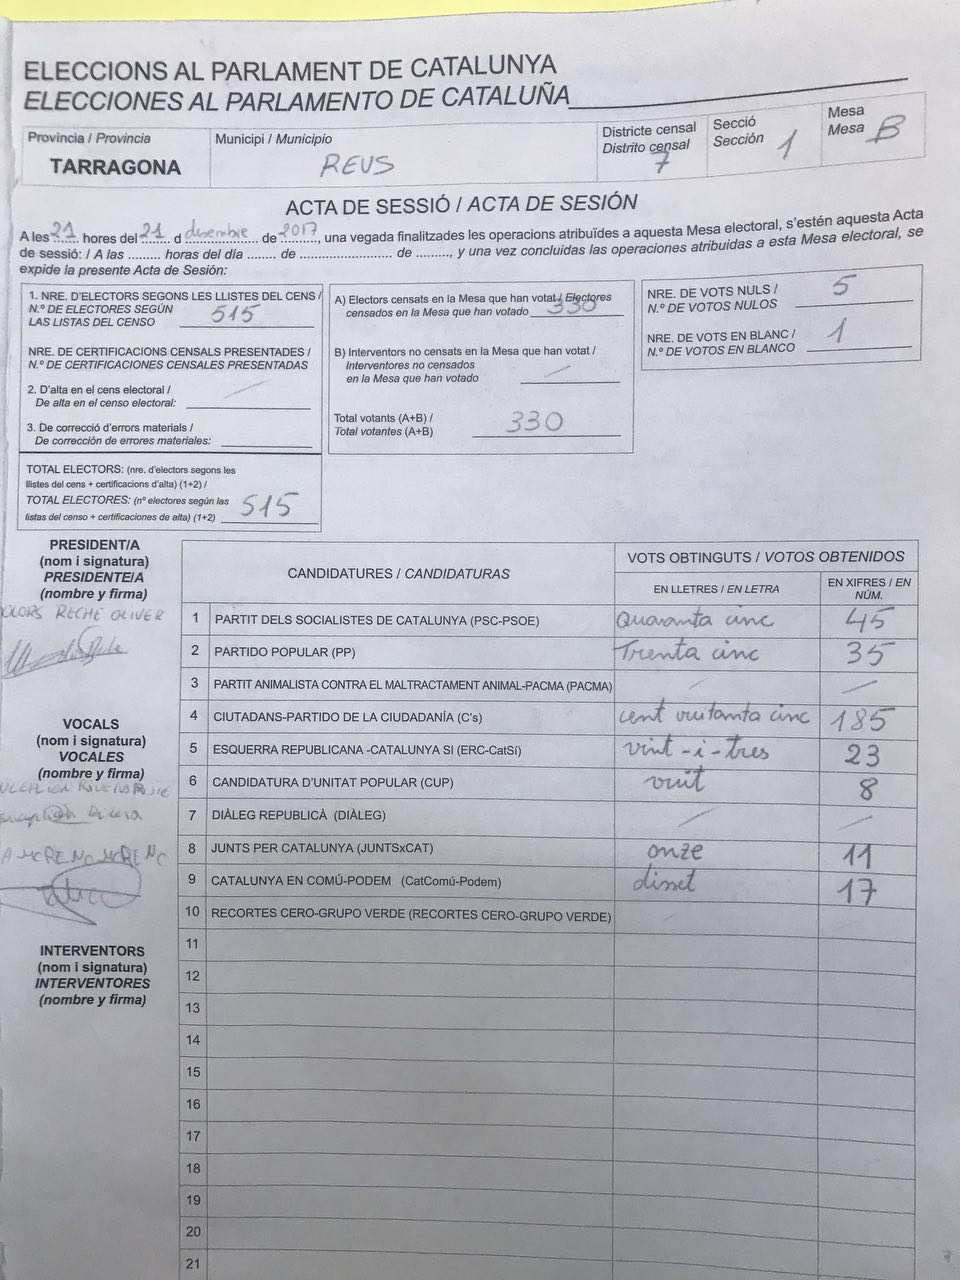 ELECCIONS AL PARLAMENT DE CATALUNYA
ELECCIONES AL PARLAMENTO DE CATALUÑA
Provincia / Provincia
TARRAGONA
Municipi / Municipio
REUS
Districte censal
Distrito censal
7
Secció
Sección 1
Mesa
Mesa B
ACTA DE SESSIÓ / ACTA DE SESIÓN
A les 21 hores del 21 d desembre de 2017, una vegada finalitzades les operacions atribuïdes a aquesta Mesa electoral, s'estén aquesta Acta
de sessió: / A las ......... horas del día ........ de .......................... de ........., y una vez concluidas las operaciones atribuidas a esta Mesa electoral, se
expide la presente Acta de Sesión:
1. NRE. D'ELECTORS SEGONS LES LLISTES DEL CENS /
N.º DE ELECTORES SEGÚN
LAS LISTAS DEL CENSO 515
NRE. DE CERTIFICACIONS CENSALS PRESENTADES /
N.º DE CERTIFICACIONES CENSALES PRESENTADAS
2. D'alta en el cens electoral /
De alta en el censo electoral:
3. De correcció d'errors materials /
De corrección de errores materiales:
TOTAL ELECTORS: (nre. d'electors segons les
llistes del cens + certificacions d'alta) (1+2) /
TOTAL ELECTORES: (nº electores según las
listas del censo + certificaciones de alta) (1+2) 515
A) Electors censats en la Mesa que han votat / Electores
censados en la Mesa que han votado 330
B) Interventors no censats en la Mesa que han votat /
Interventores no censados
en la Mesa que han votado
Total votants (A+B) /
Total votantes (A+B) 330
NRE. DE VOTS NULS /
N.º DE VOTOS NULOS 5
NRE. DE VOTS EN BLANC /
N.º DE VOTOS EN BLANCO 1
PRESIDENT/A
(nom i signatura)
PRESIDENTE/A
(nombre y firma)
OLORS RECHE OLIVER
VOCALS
(nom i signatura)
VOCALES
(nombre y firma)
INTERVENTORS
(nom i signatura)
INTERVENTORES
(nombre y firma)
CANDIDATURES / CANDIDATURAS
VOTS OBTINGUTS / VOTOS OBTENIDOS
EN LLETRES / EN LETRA
EN XIFRES / EN
NÚM.
1 PARTIT DELS SOCIALISTES DE CATALUNYA (PSC-PSOE) Quaranta cinc 45
2 PARTIDO POPULAR (PP) Trenta cinc 35
3 PARTIT ANIMALISTA CONTRA EL MALTRACTAMENT ANIMAL-PACMA (PACMA)
4 CIUTADANS-PARTIDO DE LA CIUDADANÍA (C's) cent vuitanta cinc 185
5 ESQUERRA REPUBLICANA -CATALUNYA SI (ERC-CatSi) vint-i-tres 23
6 CANDIDATURA D'UNITAT POPULAR (CUP) vuit 8
7 DIÀLEG REPUBLICÀ (DIÀLEG)
8 JUNTS PER CATALUNYA (JUNTSxCAT) onze 11
9 CATALUNYA EN COMÚ-PODEM (CatComú-Podem) disset 17
10 RECORTES CERO-GRUPO VERDE (RECORTES CERO-GRUPO VERDE)
11
12
13
14
15
16
17
18
19
20
21